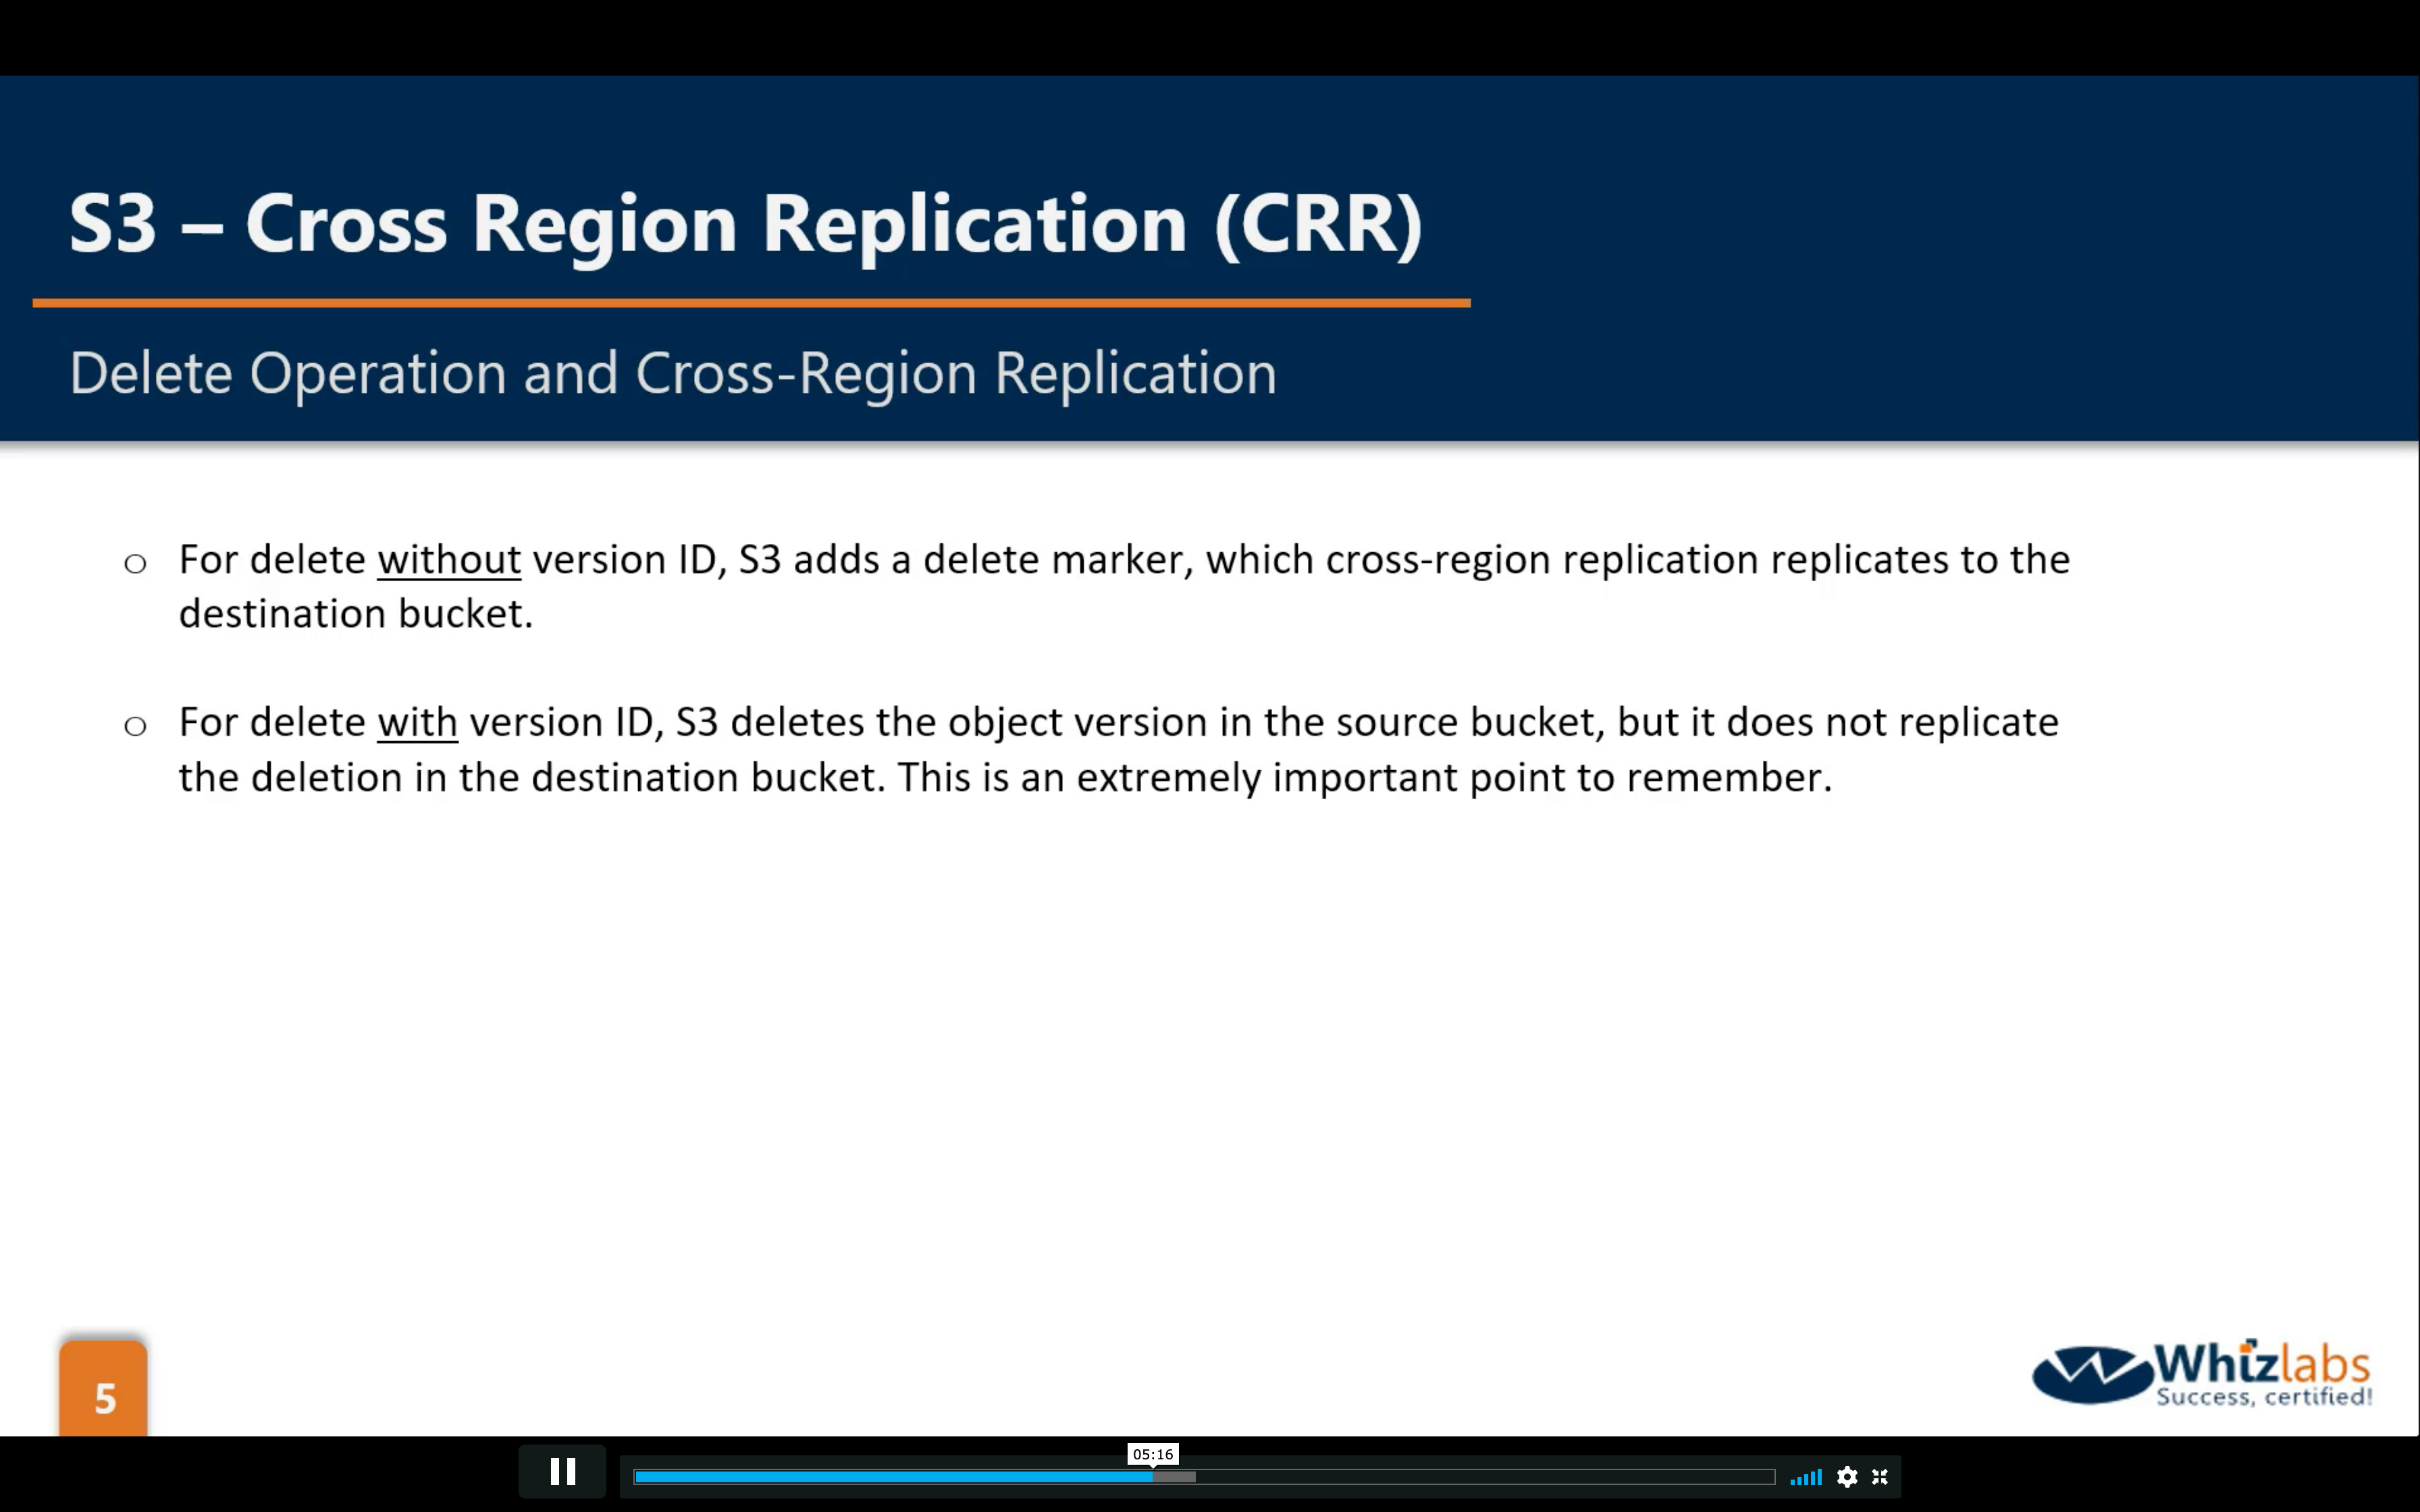 S3 – Cross Region Replication (CRR)
Delete Operation and Cross-Region Replication
o For delete without version ID, S3 adds a delete marker, which cross-region replication replicates to the
destination bucket.
o For delete with version ID, S3 deletes the object version in the source bucket, but it does not replicate
the deletion in the destination bucket. This is an extremely important point to remember.
5
Whizlabs
Success, certified!
05:16